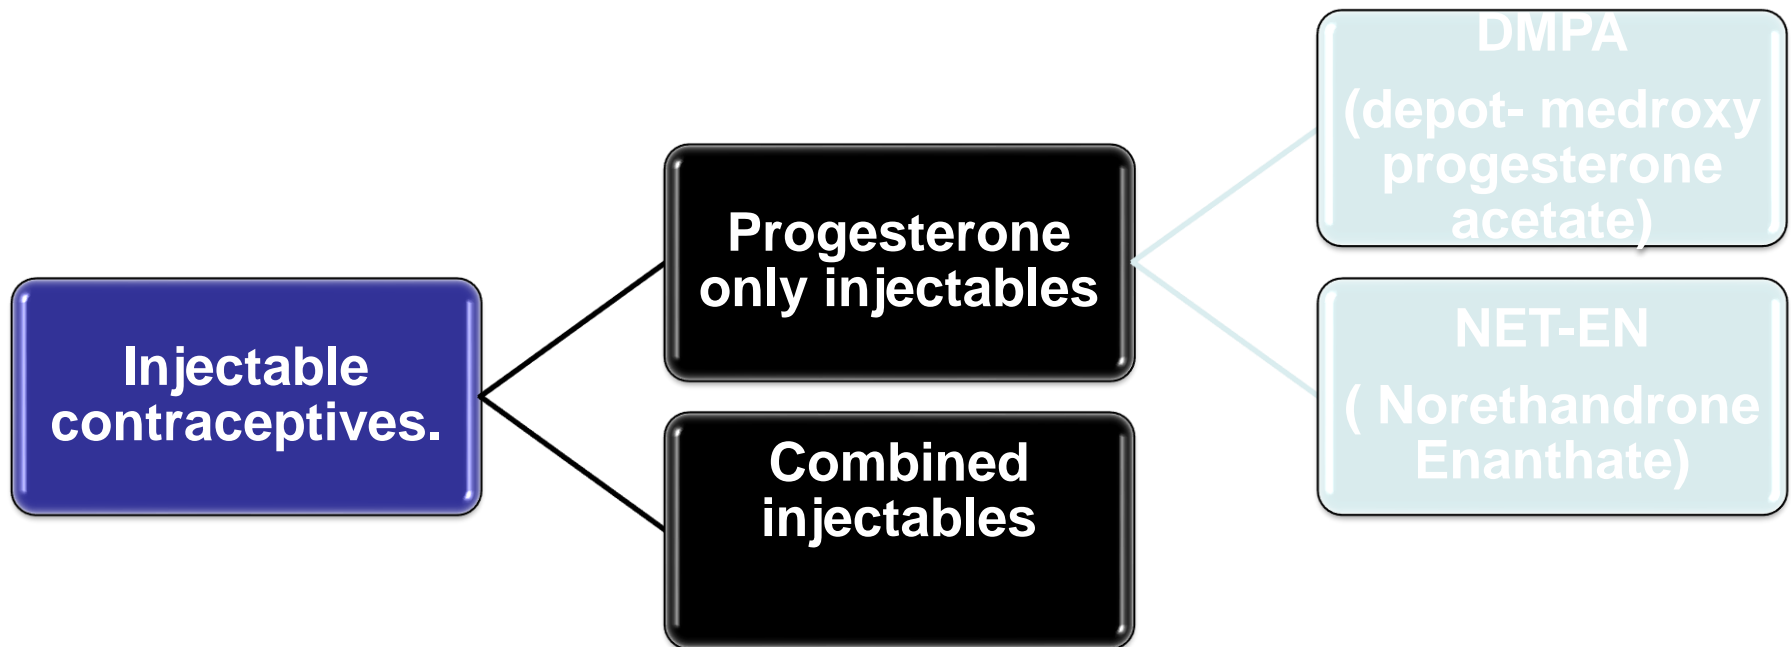 Injectable
contraceptives.
Progesterone
only injectables
Combined
injectables
DMPA
(depot- medroxy
progesterone
acetate)
NET-EN
( Norethandrone
Enanthate)